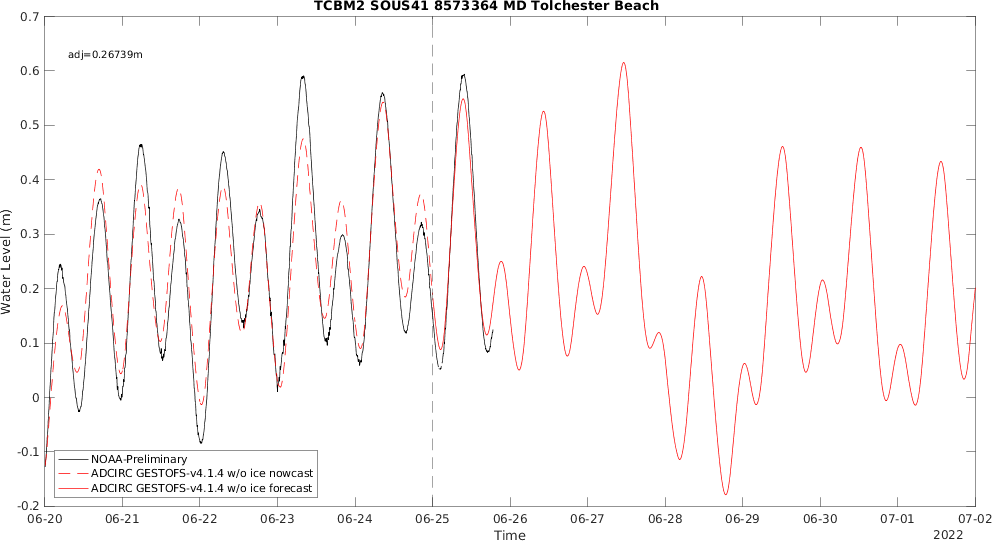 TCBM2 SOUS41 8573364 MD Tolchester Beach
adj=0.26739m
Water Level (m)
0.7
0.6
0.5
0.4
0.3
0.2
0.1
0
-0.1
-0.2
NOAA-Preliminary
ADCIRC GESTOFS-v4.1.4 w/o ice nowcast
ADCIRC GESTOFS-v4.1.4 w/o ice forecast
06-20 06-21 06-22 06-23 06-24 06-25 06-26 06-27 06-28 06-29 06-30 07-01 07-02
Time
2022